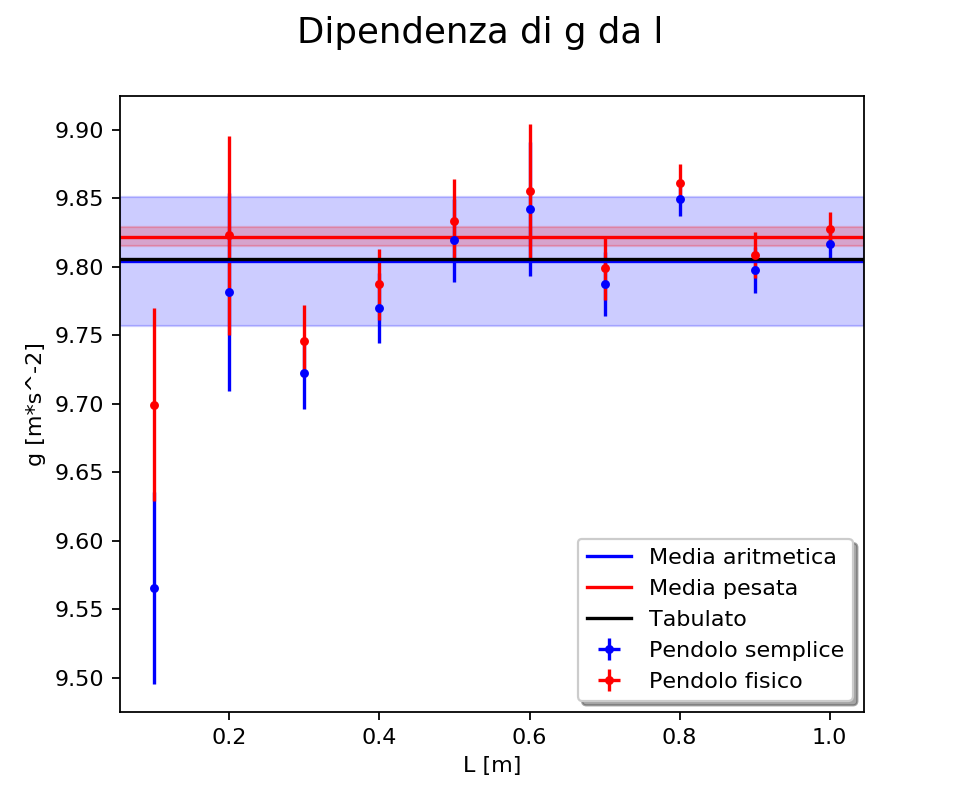 Dipendenza di g da l
g [m*s^-2]
9.90
9.85
9.80
9.75
9.70
9.65
9.60
9.55
9.50
Media aritmetica
Media pesata
Tabulato
Pendolo semplice
Pendolo fisico
0.2 0.4 0.6 0.8 1.0
L [m]